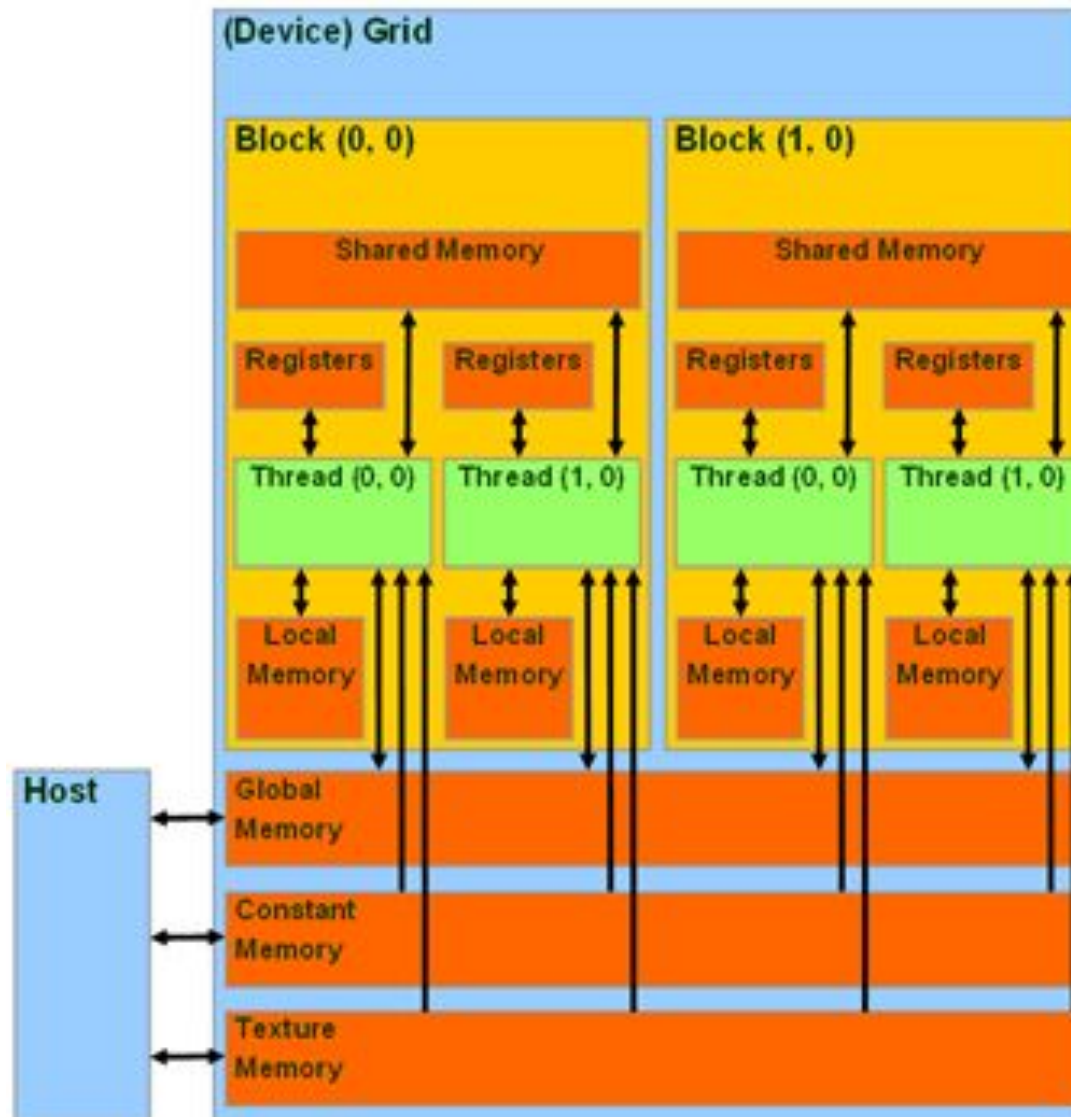 (Device) Grid
Block (0, 0)
Block (1, 0)
Shared Memory
Shared Memory
Registers
Registers
Registers
Registers
Thread (0, 0)
Thread (1, 0)
Thread (0, 0)
Thread (1, 0)
Local
Memory
Local
Memory
Local
Memory
Local
Memory
Host
Global
Memory
Constant
Memory
Texture
Memory